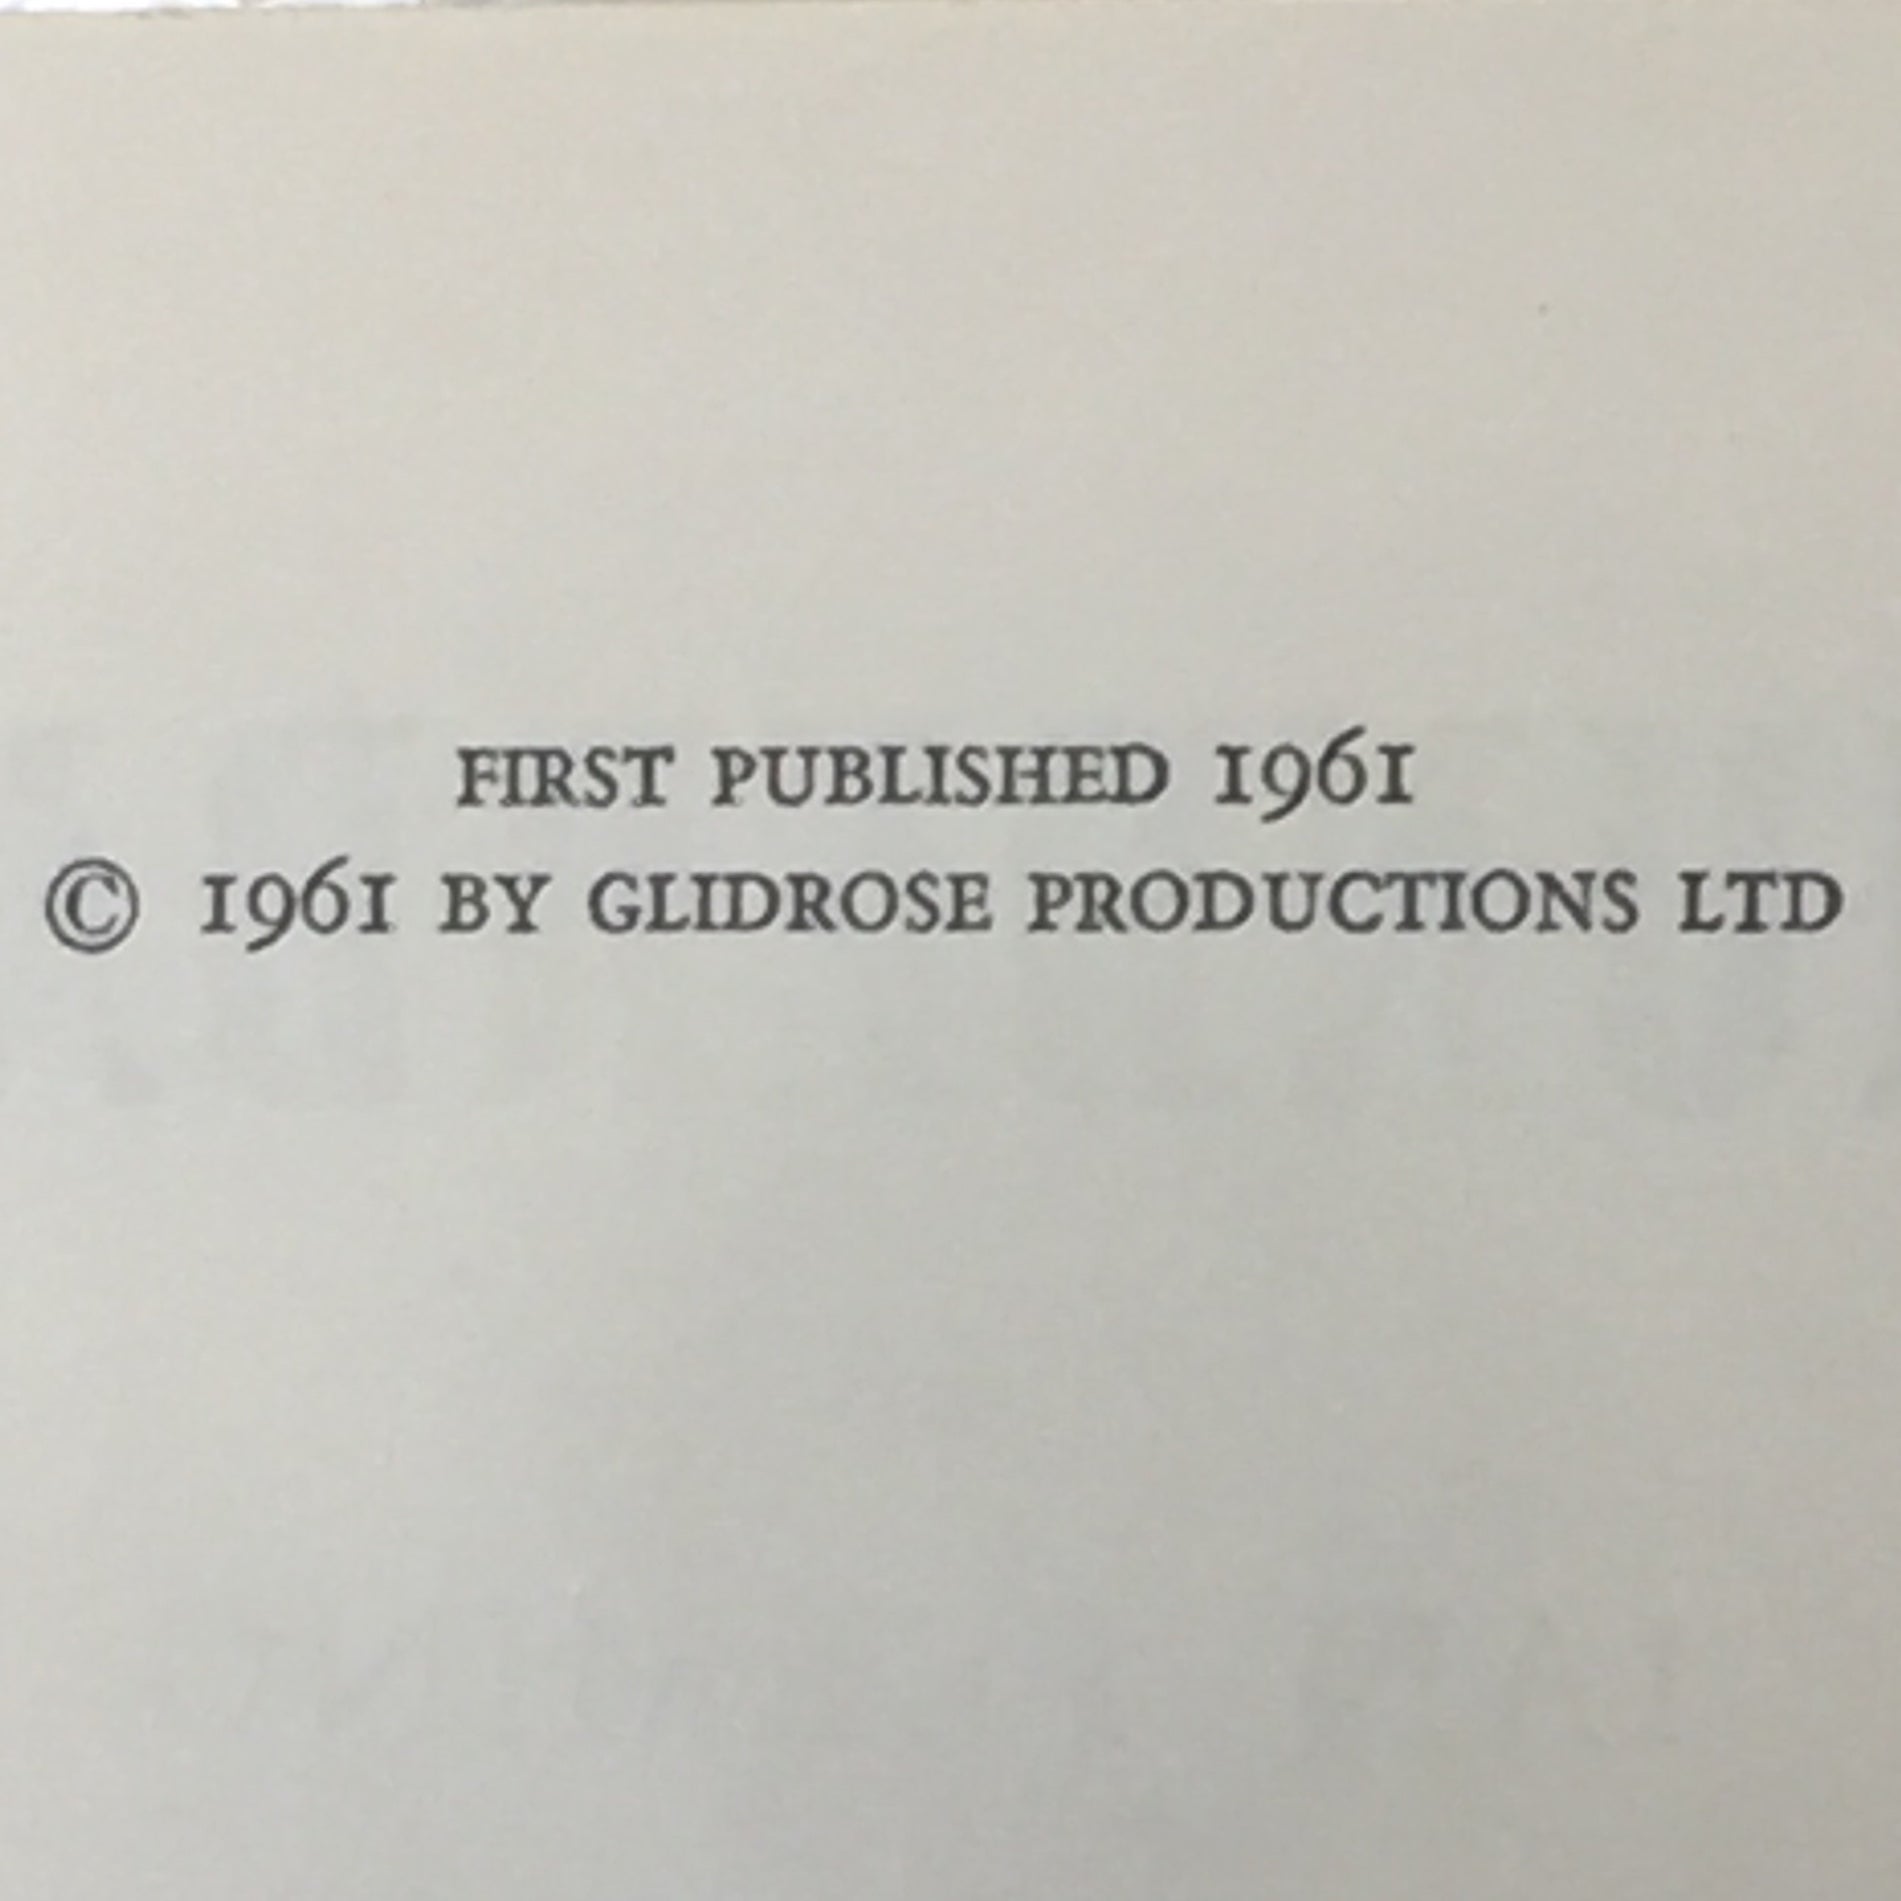 FIRST PUBLISHED 1961
© 1961 BY GLIDROSE PRODUCTIONS LTD